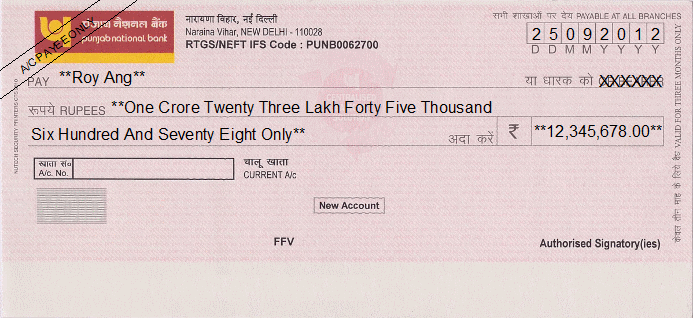 A/C PAYEE ONLY
पंजाब नैशनल बैंक
punjab national bank
नारायणा विहार, नई दिल्ली
Naraina Vihar, NEW DELHI - 110028
RTGS/NEFT IFS Code : PUNB0062700
सभी शाखाओं पर देय PAYABLE AT ALL BRANCHES
2 5 0 9 2 0 1 2
D D M M Y Y Y Y
PAY **Roy Ang** या धारक को
रूपये RUPEES **One Crore Twenty Three Lakh Forty Five Thousand
Six Hundred And Seventy Eight Only** अदा करें ₹ **12,345,678.00**
खाता सं०
A/c. No.
चालू खाता
CURRENT A/c
New Account
FFV
Authorised Signatory(ies)
केवल तीन माह के लिये वैध VALID FOR THREE MONTHS ONLY